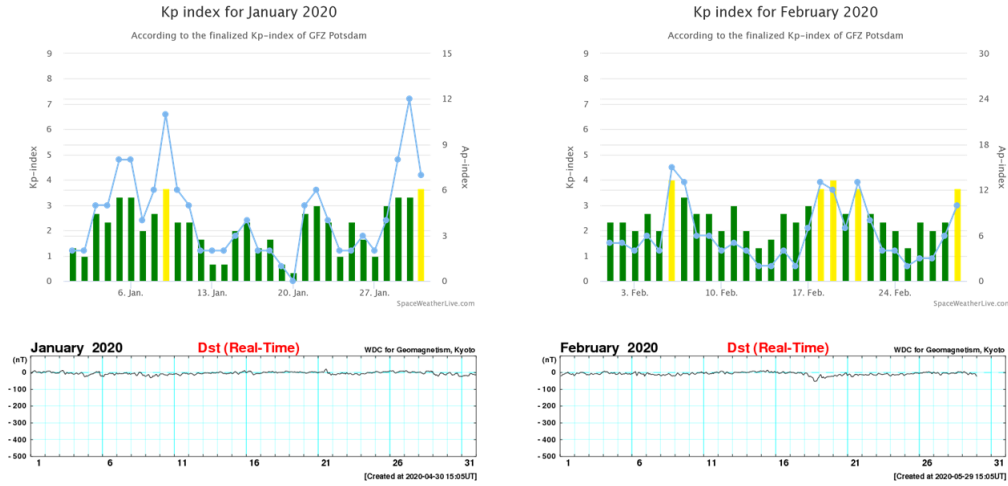 Kp index for January 2020
According to the finalized Kp-index of GFZ Potsdam
9
8
7
6
5
4
3
2
1
0
Kp-index
15
12
9
6
3
0
Ap-index
6. Jan.
13. Jan.
20. Jan.
27. Jan.
SpaceWeatherLive.com
Kp index for February 2020
According to the finalized Kp-index of GFZ Potsdam
9
8
7
6
5
4
3
2
1
0
Kp-index
30
24
18
12
6
0
Ap-index
3. Feb.
10. Feb.
17. Feb.
24. Feb.
SpaceWeatherLive.com
January 2020
Dst (Real-Time)
WDC for Geomagnetism, Kyoto
(nT)
0
- 100
- 200
- 300
- 400
- 500
1
6
11
16
21
26
31
[Created at 2020-04-30 15:05UT]
February 2020
Dst (Real-Time)
WDC for Geomagnetism, Kyoto
(nT)
0
- 100
- 200
- 300
- 400
- 500
1
6
11
16
21
26
31
[Created at 2020-05-29 15:05UT]